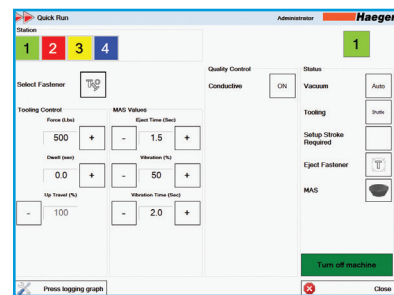 Quick Run
Administrator
Haeger
Station
1 2 3 4
1
Select Fastener
Quality Control
Conductive
ON
Status
Vacuum
Auto
Tooling
Shuttle
Setup Stroke
Required
Eject Fastener
T
MAS
Tooling Control
Force (Lbs)
500 +
Dwell (sec)
0.0 +
Up Travel (%)
- 100
MAS Values
Eject Time (Sec)
- 1.5 +
Vibration (%)
- 50 +
Vibration Time (Sec)
- 2.0 +
Turn off machine
Press logging graph
Close